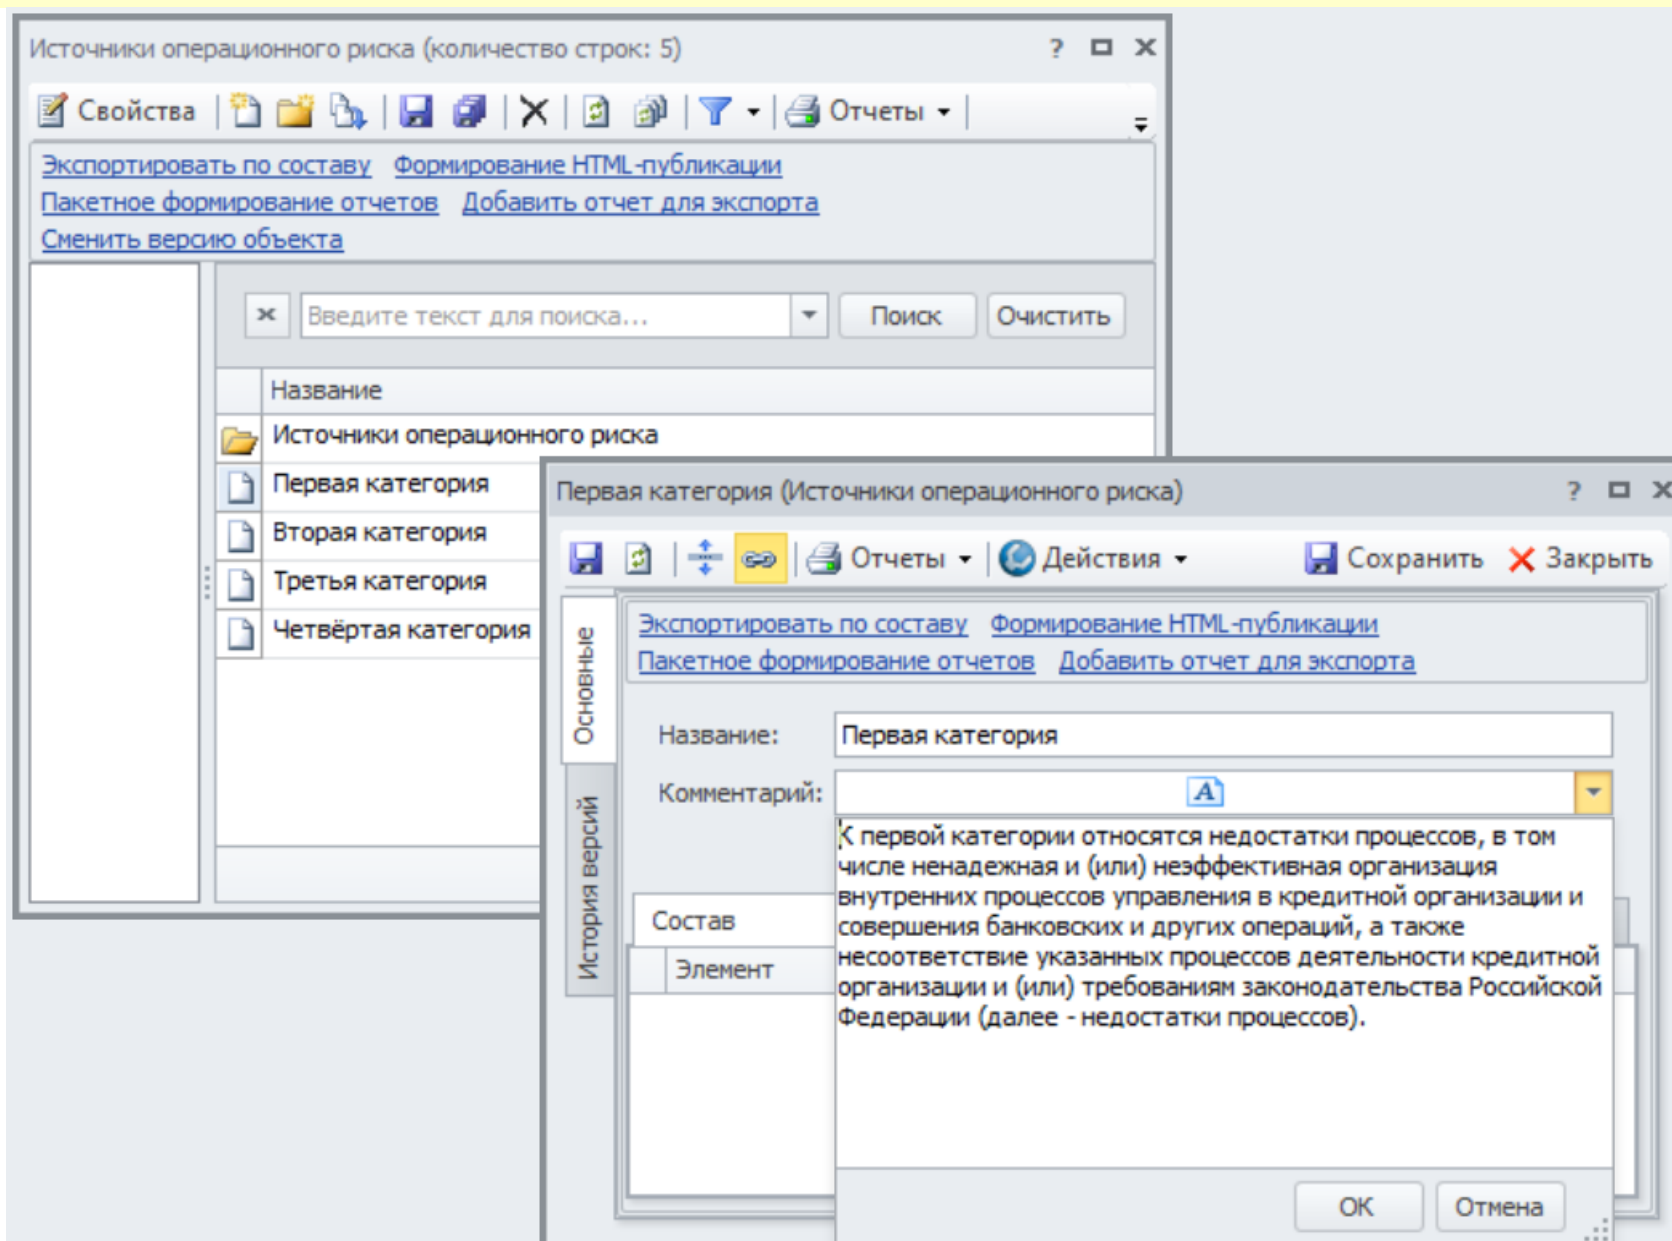 Источники операционного риска (количество строк: 5)
Свойства Отчеты
Экспортировать по составу Формирование HTML-публикации
Пакетное формирование отчетов Добавить отчет для экспорта
Сменить версию объекта
Введите текст для поиска... Поиск Очистить
Название
Источники операционного риска
Первая категория
Вторая категория
Третья категория
Четвёртая категория
Первая категория (Источники операционного риска)
Отчеты Действия Сохранить Закрыть
Основные
История версий
Экспортировать по составу Формирование HTML-публикации
Пакетное формирование отчетов Добавить отчет для экспорта
Название: Первая категория
Комментарий: A
К первой категории относятся недостатки процессов, в том
числе ненадежная и (или) неэффективная организация
внутренних процессов управления в кредитной организации и
совершения банковских и других операций, а также
несоответствие указанных процессов деятельности кредитной
организации и (или) требованиям законодательства Российской
Федерации (далее - недостатки процессов).
Состав
Элемент
ОК Отмена